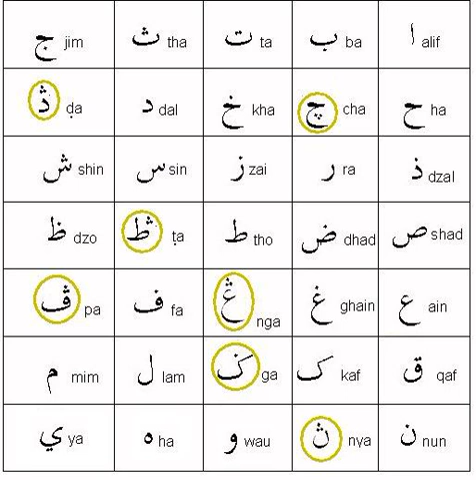 ا alif ب ba ت ta ث tha ج jim
ح ha چ cha خ kha د dal ڎ ḍa
ذ dzal ر ra ز zai س sin ش shin
ص shad ض dhad ط tho ڟ ṭa ظ dzo
ع ain غ ghain ڠ nga ف fa ڤ pa
ق qaf ک kaf ݢ ga ل lam م mim
ن nun ڽ nya و wau ه ha ي ya